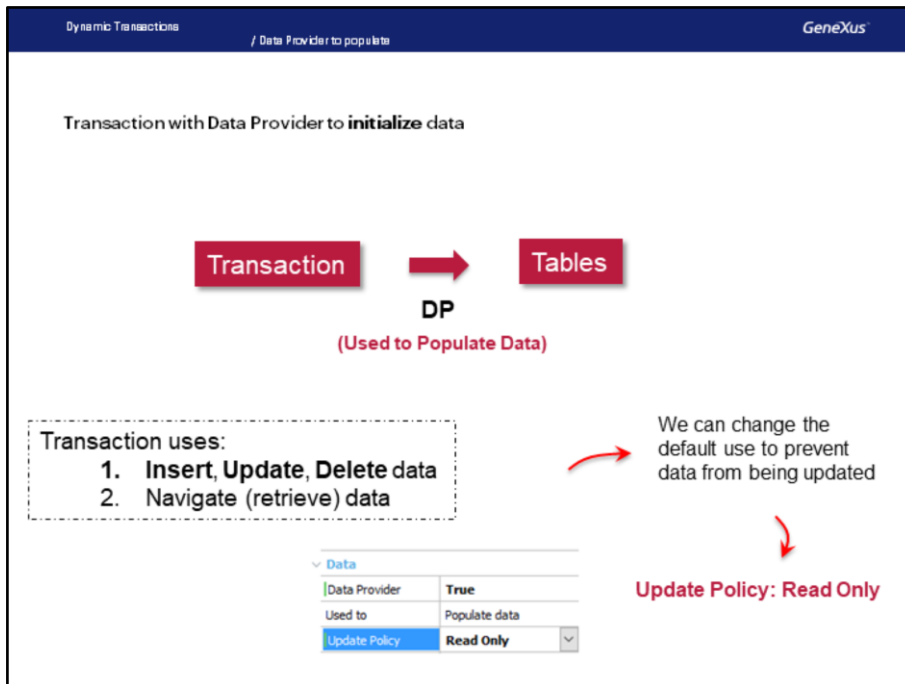 Dynamic Transactions
/ Data Provider to populate
GeneXus
Transaction with Data Provider to initialize data
Transaction
Tables
DP
(Used to Populate Data)
Transaction uses:
1. Insert, Update, Delete data
2. Navigate (retrieve) data
We can change the
default use to prevent
data from being updated
Update Policy: Read Only
Data
Data Provider True
Used to Populate data
Update Policy Read Only